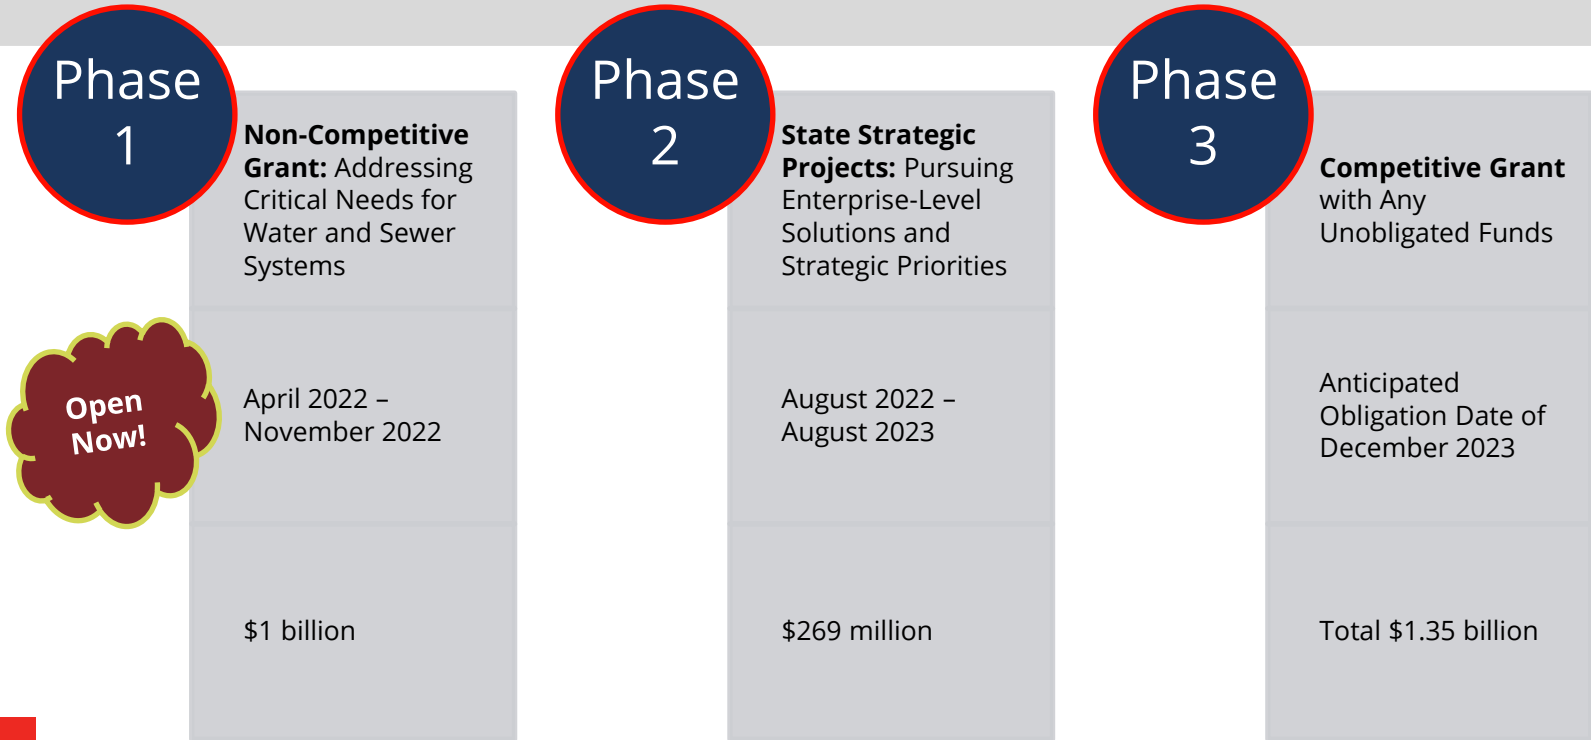 Phase
1
Non-Competitive
Grant: Addressing
Critical Needs for
Water and Sewer
Systems
Open
Now!
April 2022 –
November 2022
$1 billion
Phase
2
State Strategic
Projects: Pursuing
Enterprise-Level
Solutions and
Strategic Priorities
August 2022 –
August 2023
$269 million
Phase
3
Competitive Grant
with Any
Unobligated Funds
Anticipated
Obligation Date of
December 2023
Total $1.35 billion